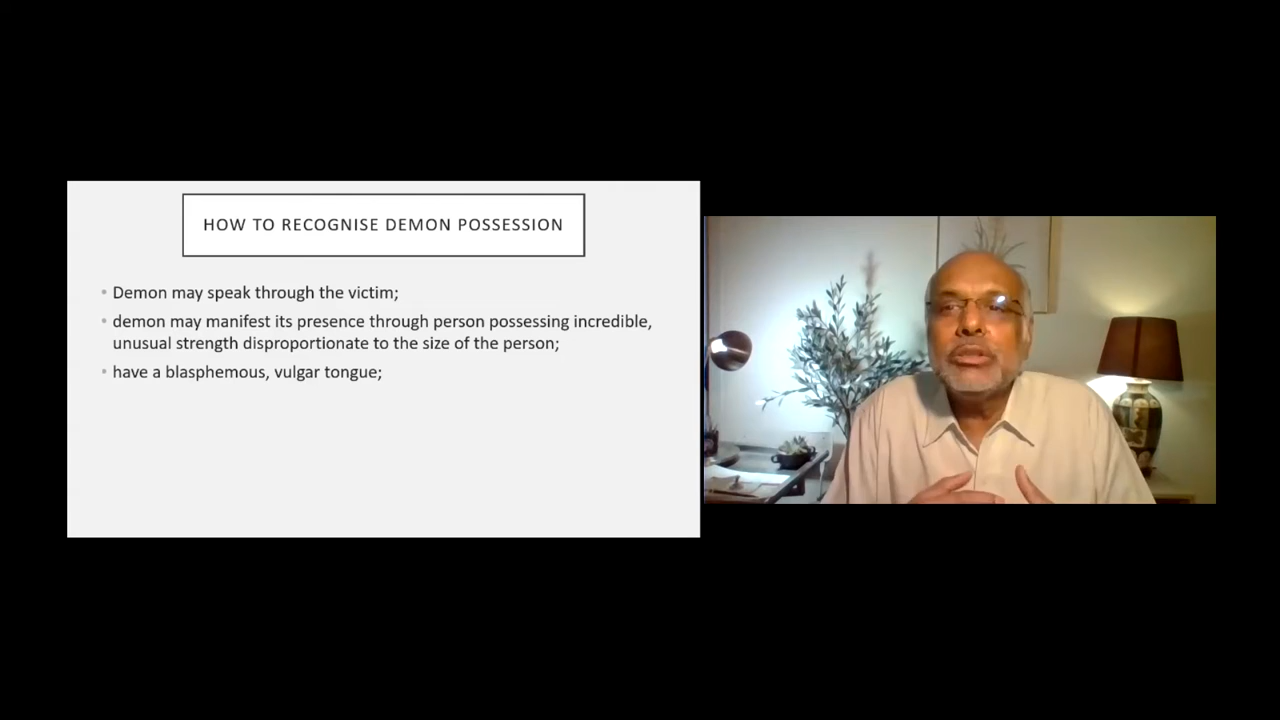 HOW TO RECOGNISE DEMON POSSESSION
• Demon may speak through the victim;
• demon may manifest its presence through person possessing incredible,
unusual strength disproportionate to the size of the person;
• have a blasphemous, vulgar tongue;